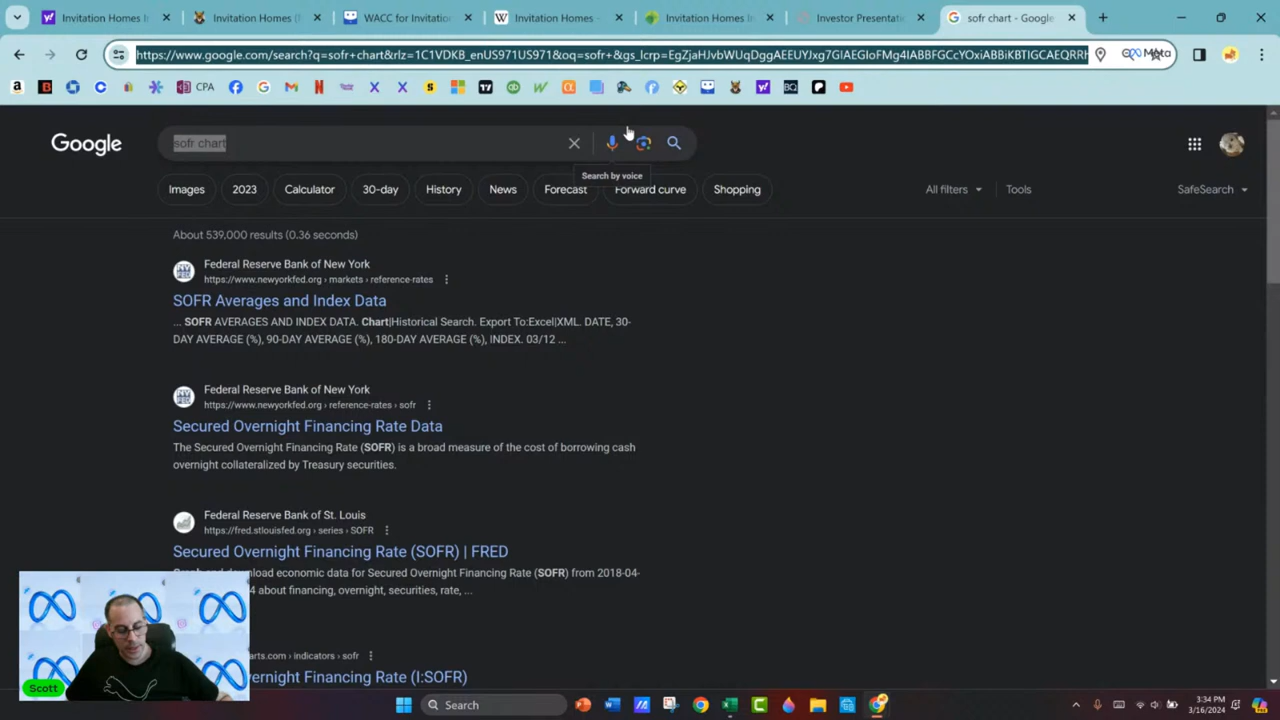 Invitation Homes I
Invitation Homes (
WACC for Invitation
Invitation Homes -
Invitation Homes In
Investor Presentatio
sofr chart - Google
https://www.google.com/search?q=sofr+chart&rlz=1C1VDKB_enUS971US971&oq=sofr+&gs_lcrp=EgZjaHJvbWUqDggAEEUYJxg7GIAEGIoFMg4IABBFGCcYOxiABBiKBTIGCAEQRRH
Meta
CPA
Google
sofr chart
Search by voice
Images
2023
Calculator
30-day
History
News
Forecast
Forward curve
Shopping
All filters
Tools
SafeSearch
About 539,000 results (0.36 seconds)
Federal Reserve Bank of New York
https://www.newyorkfed.org › markets › reference-rates
SOFR Averages and Index Data
... SOFR AVERAGES AND INDEX DATA. Chart|Historical Search. Export To:Excel|XML. DATE, 30-
DAY AVERAGE (%), 90-DAY AVERAGE (%), 180-DAY AVERAGE (%), INDEX. 03/12 ...
Federal Reserve Bank of New York
https://www.newyorkfed.org › reference-rates › sofr
Secured Overnight Financing Rate Data
The Secured Overnight Financing Rate (SOFR) is a broad measure of the cost of borrowing cash
overnight collateralized by Treasury securities.
Federal Reserve Bank of St. Louis
https://fred.stlouisfed.org › series › SOFR
Secured Overnight Financing Rate (SOFR) | FRED
download economic data for Secured Overnight Financing Rate (SOFR) from 2018-04-
4 about financing, overnight, securities, rate, ...
arts.com › indicators › sofr
vernight Financing Rate (I:SOFR)
Scott
Search
3:34 PM
3/16/2024